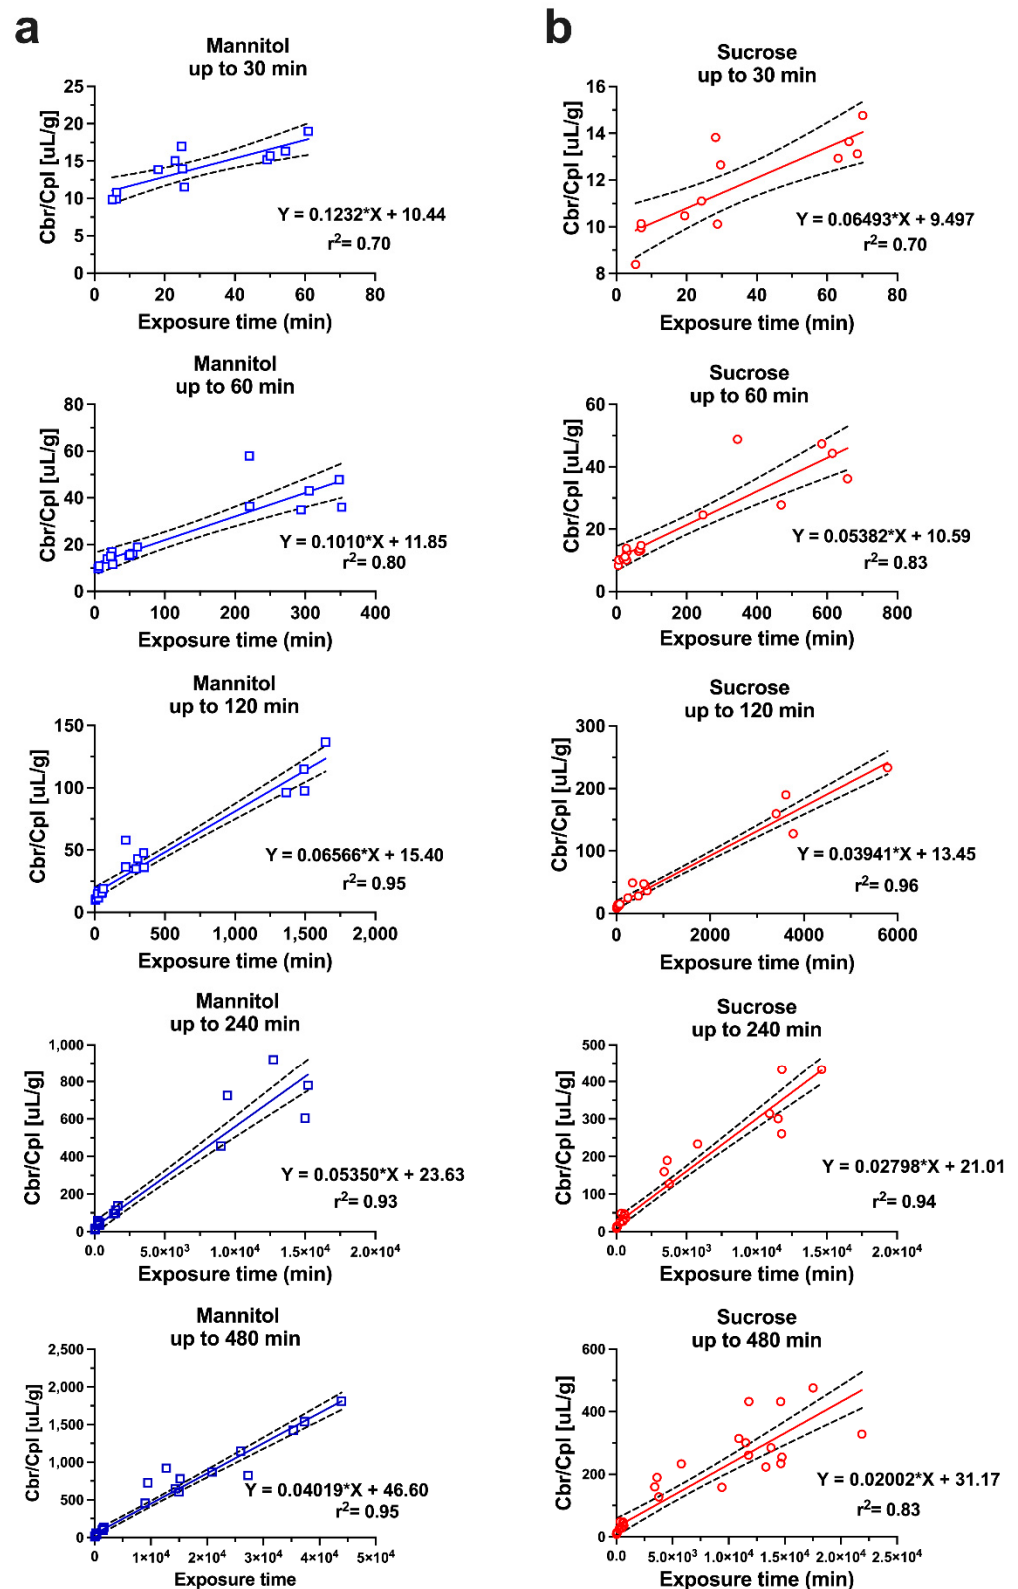 a
b
Mannitol
up to 30 min
Cbr/Cpl [uL/g]
25
20
15
10
5
0
Y = 0.1232*X + 10.44
r²= 0.70
0 20 40 60 80
Exposure time (min)
Sucrose
up to 30 min
Cbr/Cpl [uL/g]
16
14
12
10
8
Y = 0.06493*X + 9.497
r²= 0.70
0 20 40 60 80
Exposure time (min)
Mannitol
up to 60 min
Cbr/Cpl [uL/g]
80
60
40
20
0
Y = 0.1010*X + 11.85
r²= 0.80
0 100 200 300 400
Exposure time (min)
Sucrose
up to 60 min
Cbr/Cpl [uL/g]
60
40
20
0
Y = 0.05382*X + 10.59
r²= 0.83
0 200 400 600 800
Exposure time (min)
Mannitol
up to 120 min
Cbr/Cpl [uL/g]
150
100
50
0
Y = 0.06566*X + 15.40
r²= 0.95
0 500 1,000 1,500 2,000
Exposure time (min)
Sucrose
up to 120 min
Cbr/Cpl [uL/g]
300
200
100
0
Y = 0.03941*X + 13.45
r²= 0.96
0 2000 4000 6000
Exposure time (min)
Mannitol
up to 240 min
Cbr/Cpl [uL/g]
1,000
800
600
400
200
0
Y = 0.05350*X + 23.63
r²= 0.93
0.0 5.0×10³ 1.0×10⁴ 1.5×10⁴ 2.0×10⁴
Exposure time (min)
Sucrose
up to 240 min
Cbr/Cpl [uL/g]
500
400
300
200
100
0
Y = 0.02798*X + 21.01
r²= 0.94
0.0 5.0×10³ 1.0×10⁴ 1.5×10⁴ 2.0×10⁴
Exposure time (min)
Mannitol
up to 480 min
Cbr/Cpl [uL/g]
2,500
2,000
1,500
1,000
500
0
Y = 0.04019*X + 46.60
r²= 0.95
0 1×10⁴ 2×10⁴ 3×10⁴ 4×10⁴ 5×10⁴
Exposure time
Sucrose
up to 480 min
Cbr/Cpl [uL/g]
600
400
200
0
Y = 0.02002*X + 31.17
r²= 0.83
0.0 5.0×10³ 1.0×10⁴ 1.5×10⁴ 2.0×10⁴ 2.5×10⁴
Exposure time (min)